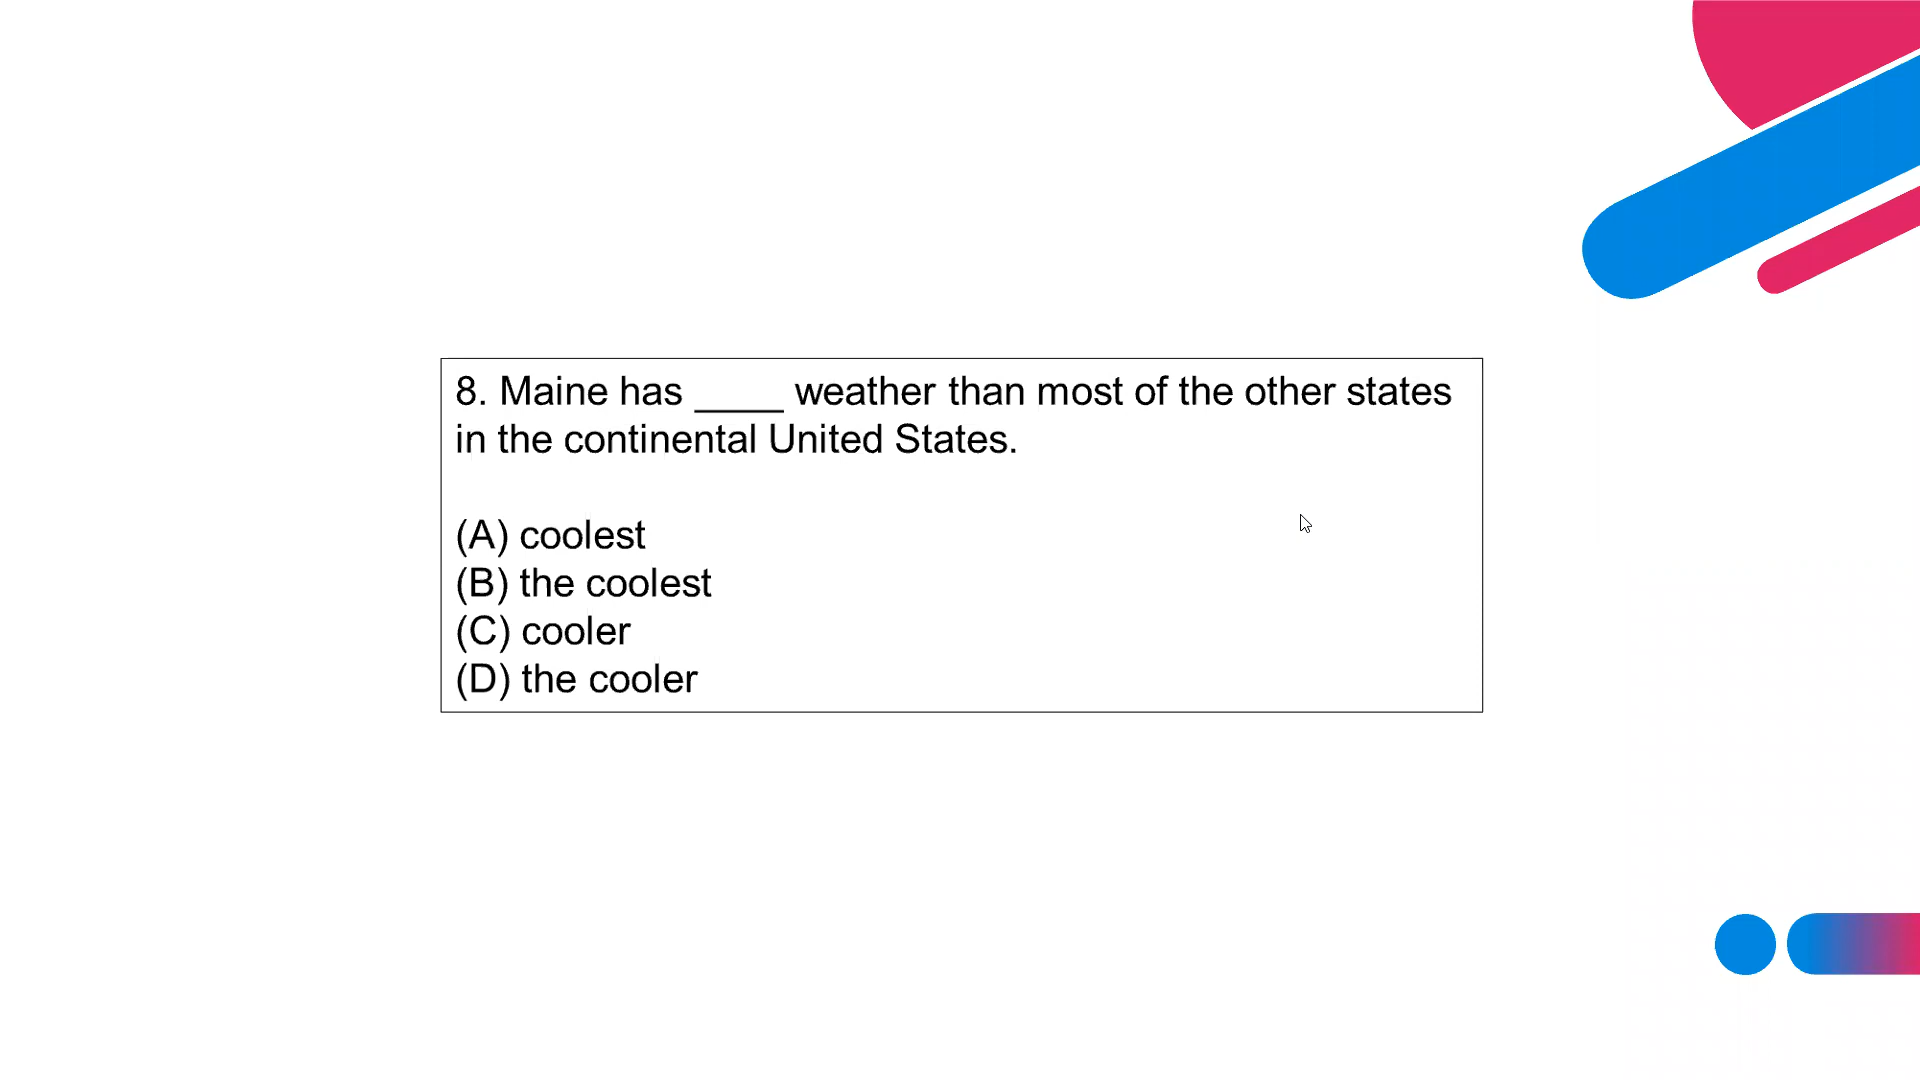 8. Maine has ____ weather than most of the other states
in the continental United States.
(A) coolest
(B) the coolest
(C) cooler
(D) the cooler